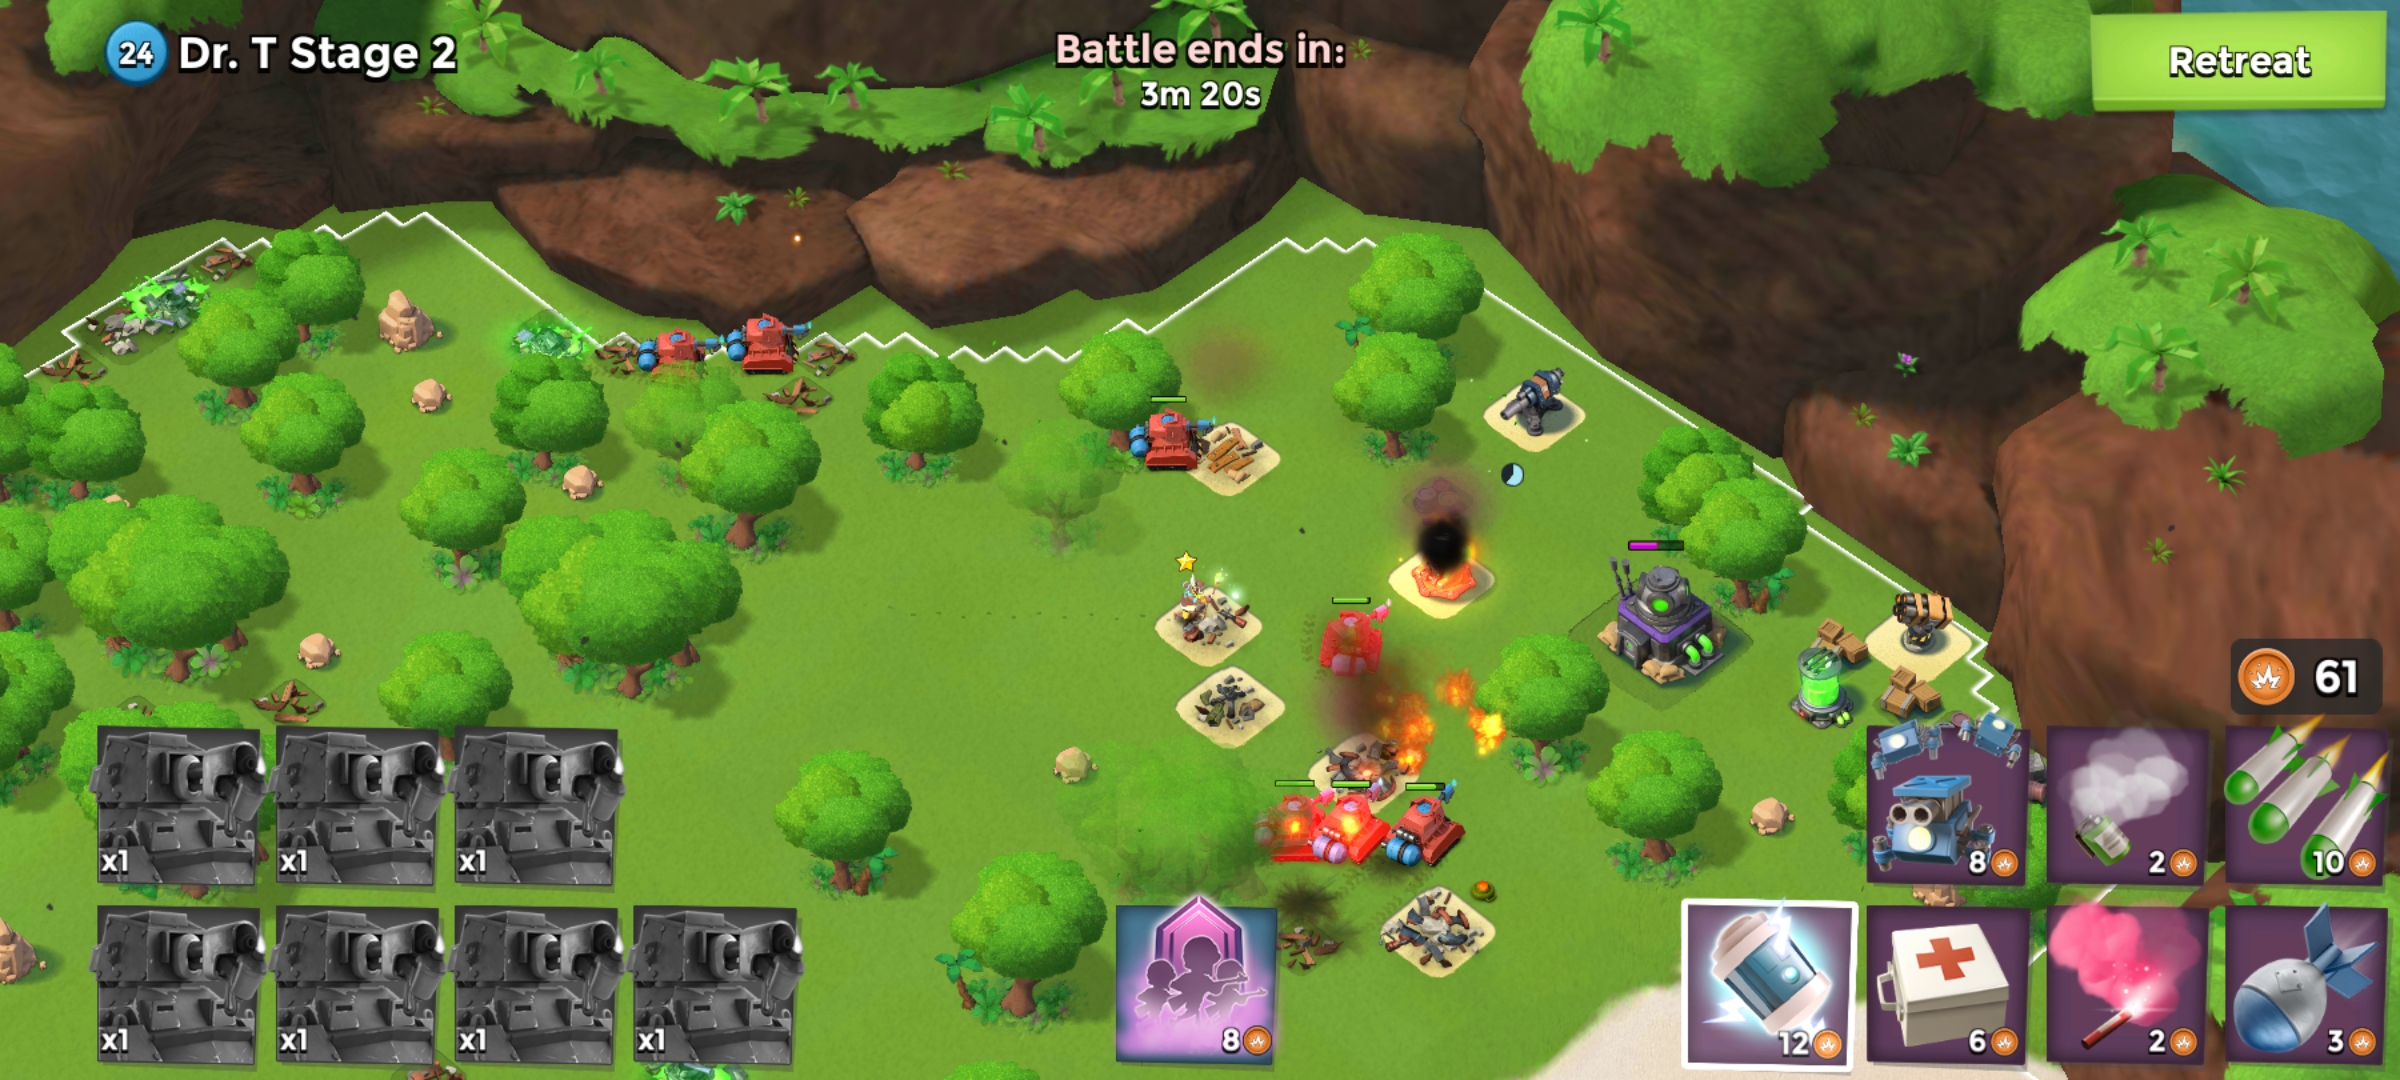 24 Dr. T Stage 2
Battle ends in:
3m 20s
Retreat
61
8
2
10
x1
x1
x1
x1
x1
x1
x1
8
12
6
2
3